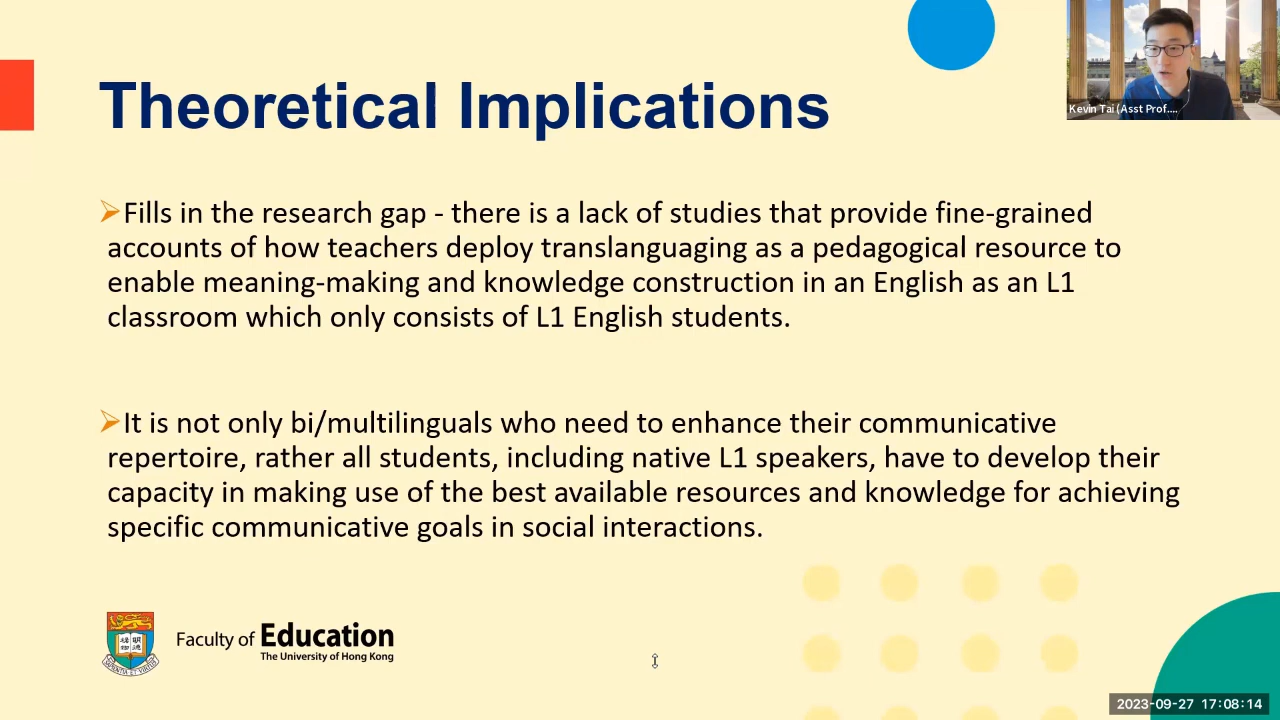 Theoretical Implications
Kevin Tai (Asst Prof....
➢Fills in the research gap - there is a lack of studies that provide fine-grained
accounts of how teachers deploy translanguaging as a pedagogical resource to
enable meaning-making and knowledge construction in an English as an L1
classroom which only consists of L1 English students.
➢It is not only bi/multilinguals who need to enhance their communicative
repertoire, rather all students, including native L1 speakers, have to develop their
capacity in making use of the best available resources and knowledge for achieving
specific communicative goals in social interactions.
Faculty of Education
The University of Hong Kong
2023-09-27 17:08:14